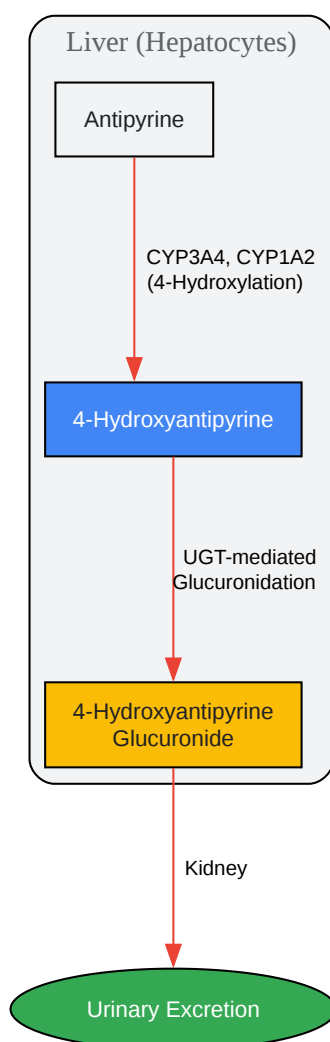 Liver (Hepatocytes)
Antipyrine
CYP3A4, CYP1A2
(4-Hydroxylation)
4-Hydroxyantipyrine
UGT-mediated
Glucuronidation
4-Hydroxyantipyrine
Glucuronide
Kidney
Urinary Excretion